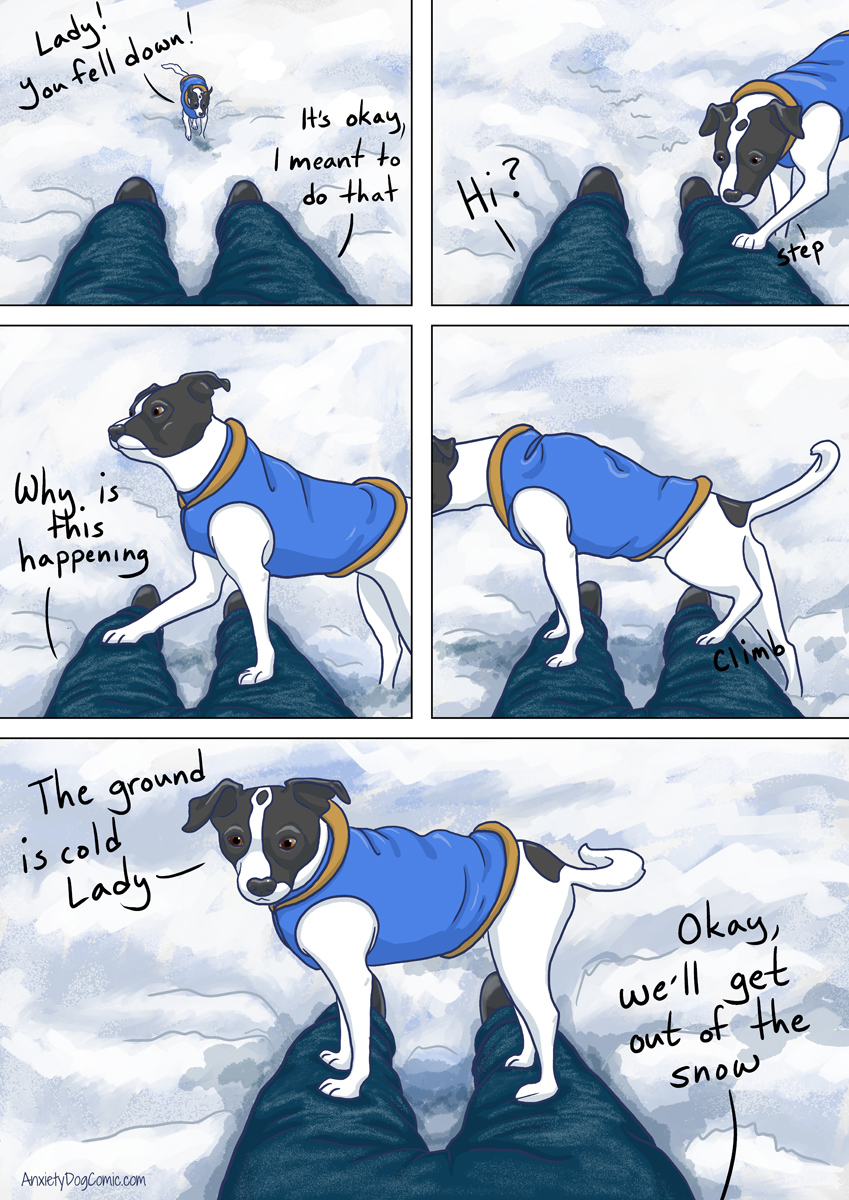 Lady!
You fell down!
It's okay,
I meant to
do that
Hi?
step
Why is
this
happening
Climb
The ground
is cold
Lady
Okay,
we'll get
out of the
snow
AnxietyDogComic.com